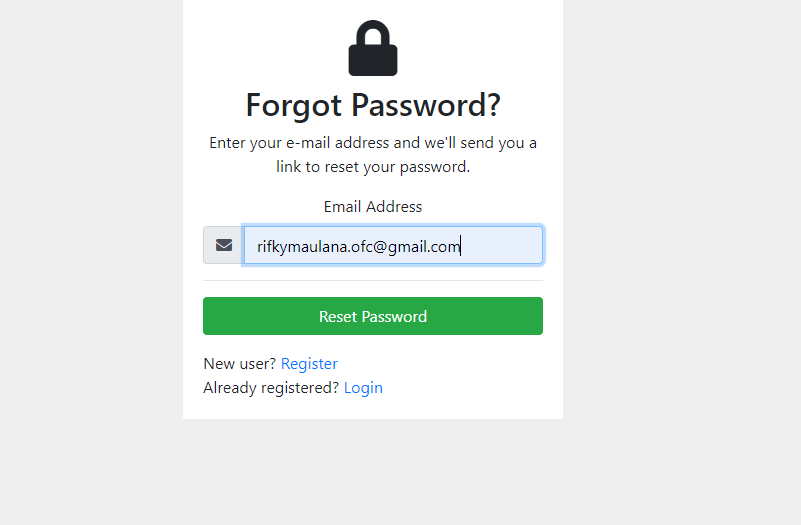 Forgot Password?
Enter your e-mail address and we'll send you a
link to reset your password.
Email Address
rifkymaulana.ofc@gmail.com
Reset Password
New user? Register
Already registered? Login